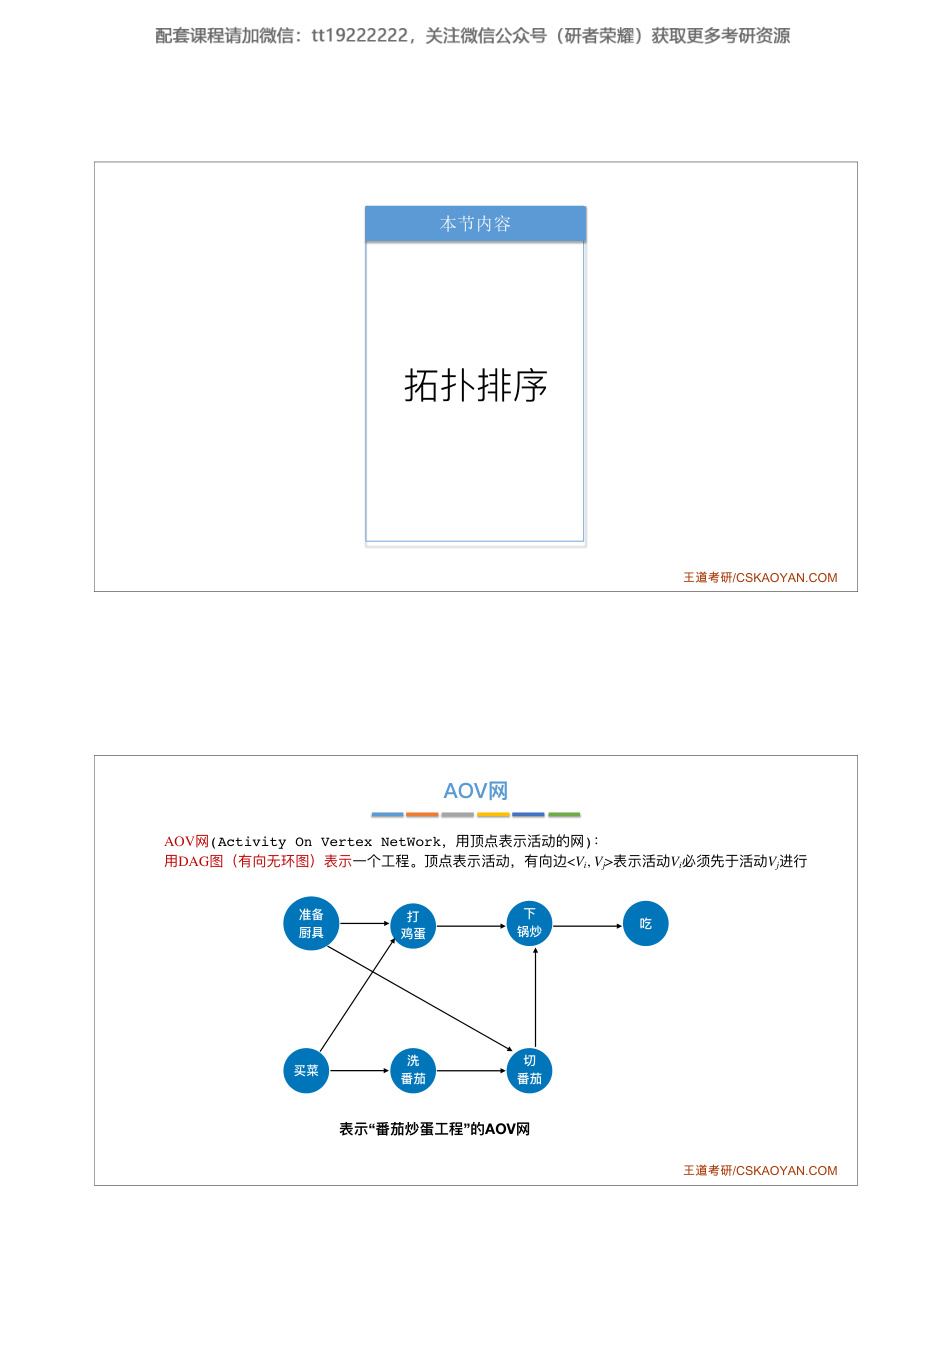 配套课程请加微信：tt19222222，关注微信公众号（研者荣耀）获取更多考研资源
本节内容
拓扑排序
王道考研/CSKAOYAN.COM
AOV网
AOV网(Activity On Vertex NetWork，用顶点表示活动的网)：
用DAG图（有向无环图）表示一个工程。顶点表示活动，有向边<Vi, Vj>表示活动Vi必须先于活动Vj进行
准备
厨具
打
鸡蛋
下
锅炒
吃
买菜
洗
番茄
切
番茄
表示“番茄炒蛋工程”的AOV网
王道考研/CSKAOYAN.COM